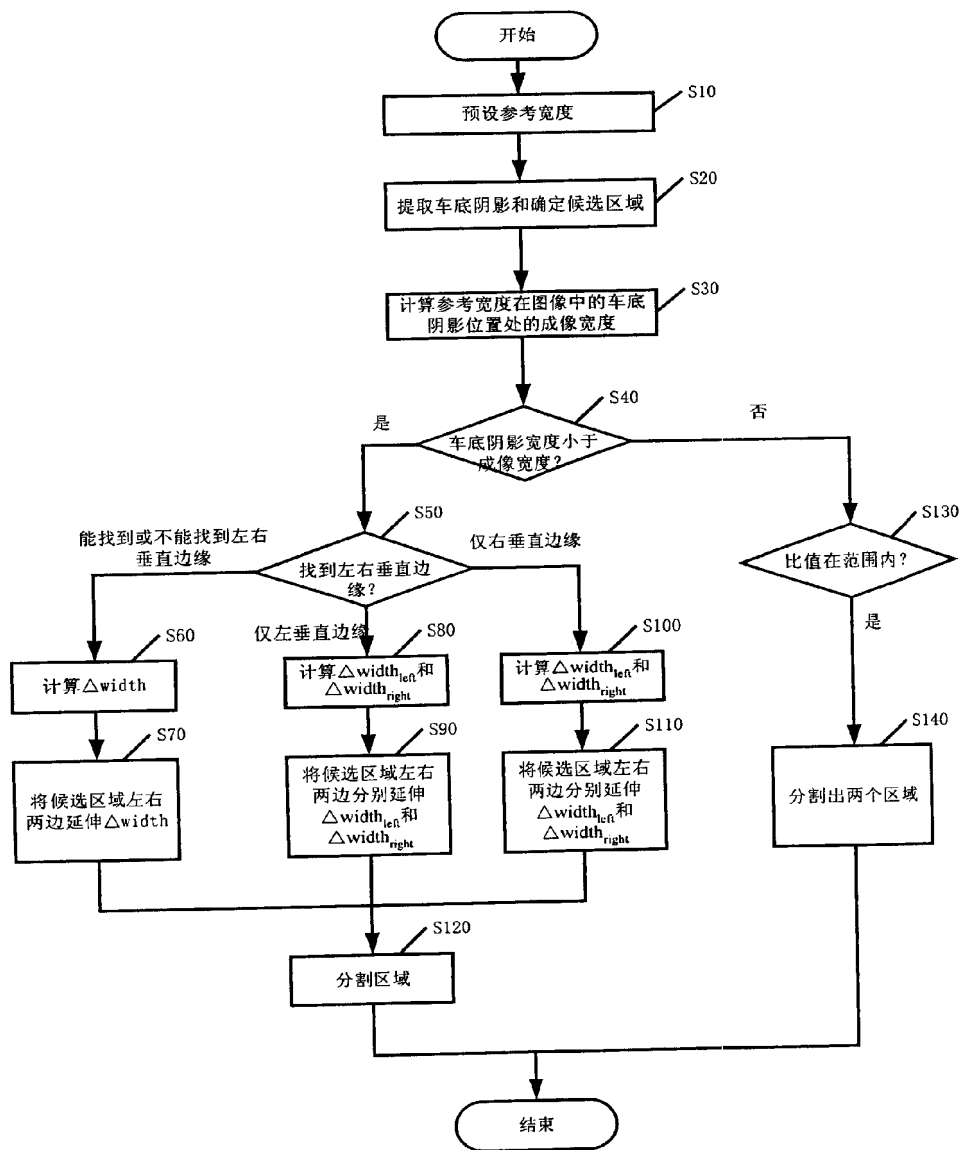 开始
S10
预设参考宽度
S20
提取车底阴影和确定候选区域
S30
计算参考宽度在图像中的车底
阴影位置处的成像宽度
S40
是
否
车底阴影宽度小于
成像宽度?
S50
S130
能找到或不能找到左右
垂直边缘
仅右垂直边缘
找到左右垂直边
缘?
比值在范围内?
是
仅左垂直边缘
S60
S80
S100
计算△width
计算△width_left和
△width_right
计算△width_left和
△width_right
S70
S90
S110
S140
将候选区域左右
两边延伸△width
将候选区域左右
两边分别延伸
△width_left和
△width_right
将候选区域左右
两边分别延伸
△width_left和
△width_right
分割出两个区域
S120
分割区域
结束